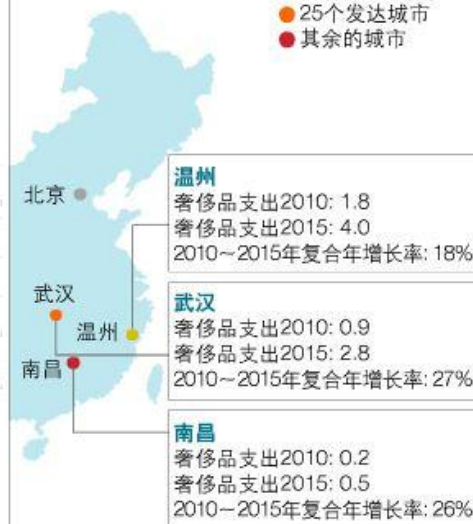 25个发达城市
其余的城市
北京
武汉
温州
南昌
温州
奢侈品支出2010: 1.8
奢侈品支出2015: 4.0
2010~2015年复合年增长率: 18%
武汉
奢侈品支出2010: 0.9
奢侈品支出2015: 2.8
2010~2015年复合年增长率: 27%
南昌
奢侈品支出2010: 0.2
奢侈品支出2015: 0.5
2010~2015年复合年增长率: 26%